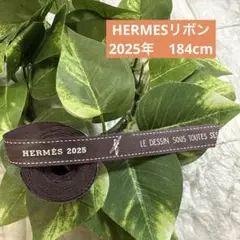 HERMESリボン
2025年 184cm
HERMÈS 2025
LE DESSIN SOUS TOUTES SES